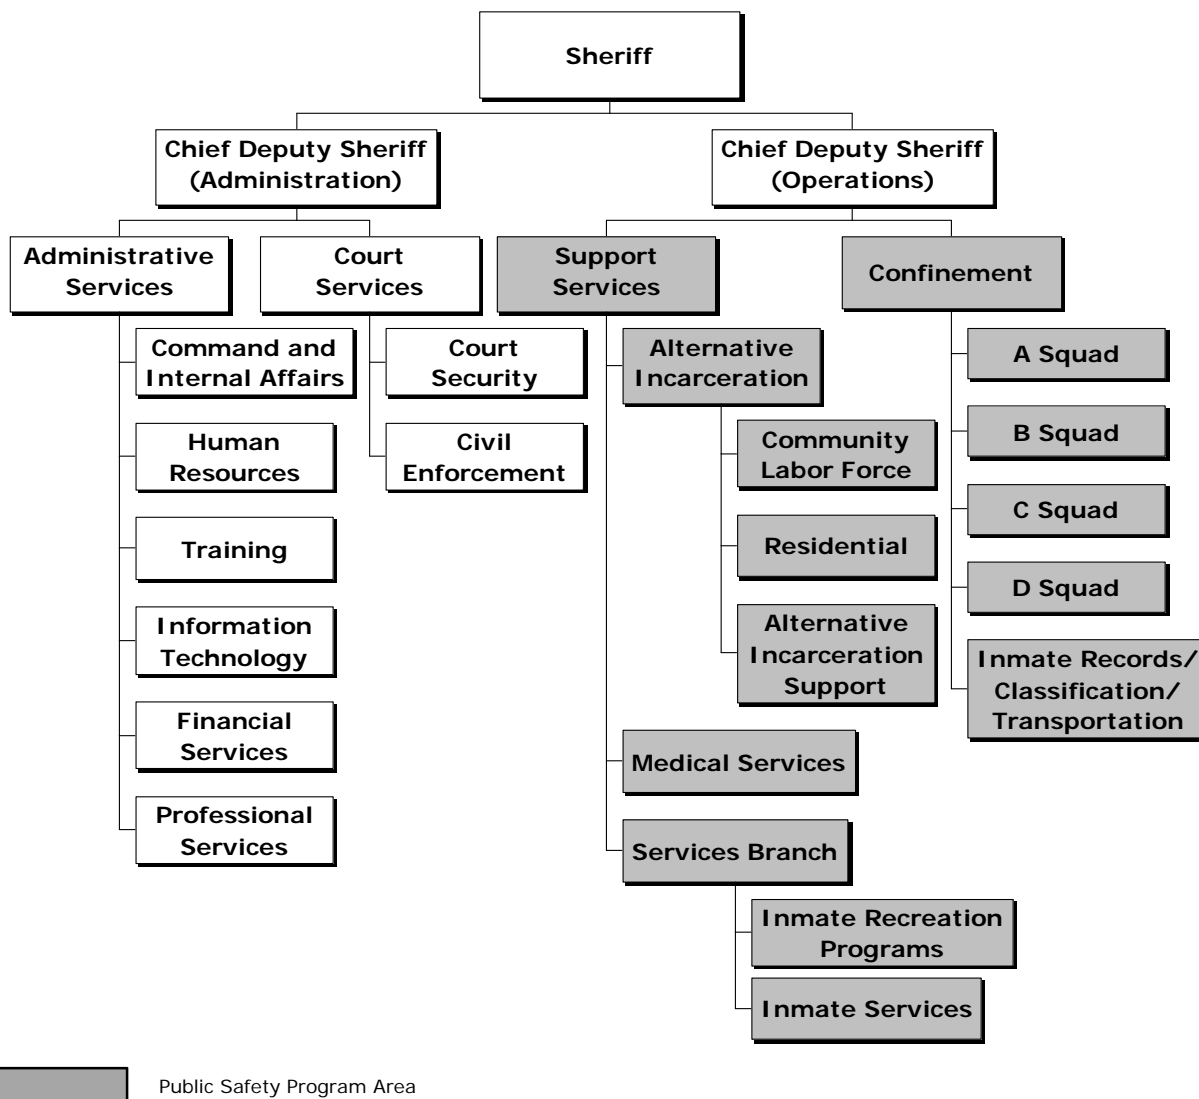 Sheriff
Chief Deputy Sheriff
(Administration)
Chief Deputy Sheriff
(Operations)
Administrative
Services
Court
Services
Support
Services
Confinement
Command and
Internal Affairs
Human
Resources
Training
Information
Technology
Financial
Services
Professional
Services
Court
Security
Civil
Enforcement
Alternative
Incarceration
Community
Labor Force
Residential
Alternative
Incarceration
Support
Medical Services
Services Branch
Inmate Recreation
Programs
Inmate Services
A Squad
B Squad
C Squad
D Squad
Inmate Records/
Classification/
Transportation
Public Safety Program Area